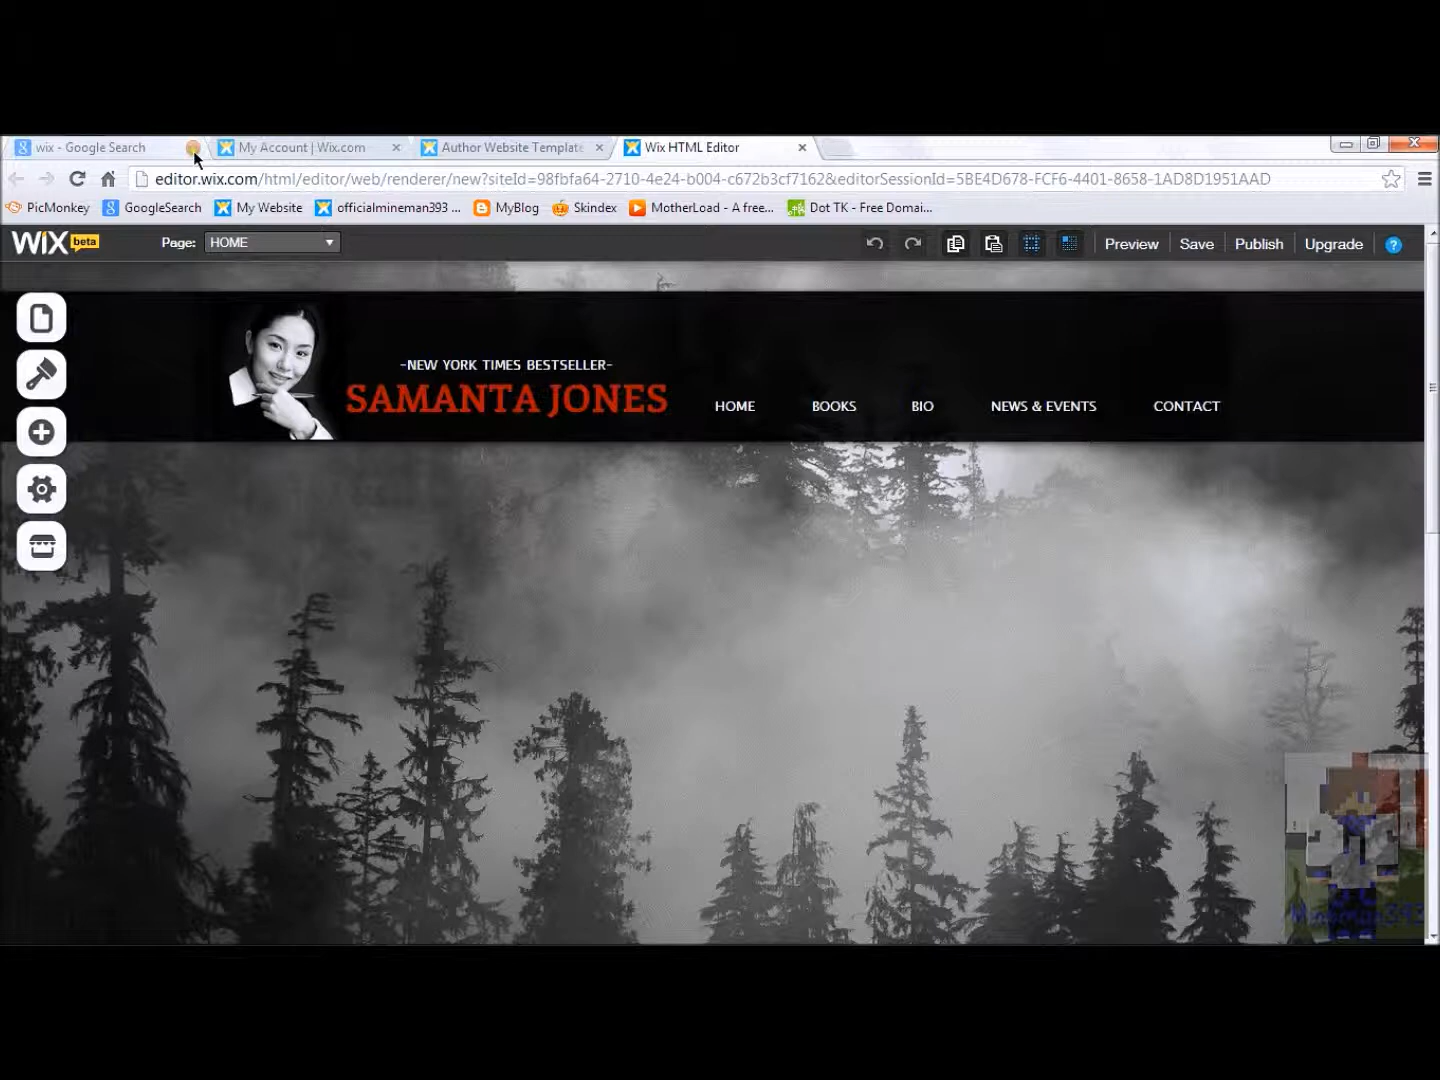 wix - Google Search
My Account | Wix.com
Author Website Template
Wix HTML Editor
editor.wix.com/html/editor/web/renderer/new?siteId=98fbfa64-2710-4e24-b004-c672b3cf7162&editorSessionId=5BE4D678-FCF6-4401-8658-1AD8D1951AAD
PicMonkey
GoogleSearch
My Website
officialmineman393 ...
MyBlog
Skindex
MotherLoad - A free...
Dot TK - Free Domai...
WiX beta
Page:
HOME
Preview
Save
Publish
Upgrade
?
-NEW YORK TIMES BESTSELLER-
SAMANTA JONES
HOME
BOOKS
BIO
NEWS & EVENTS
CONTACT